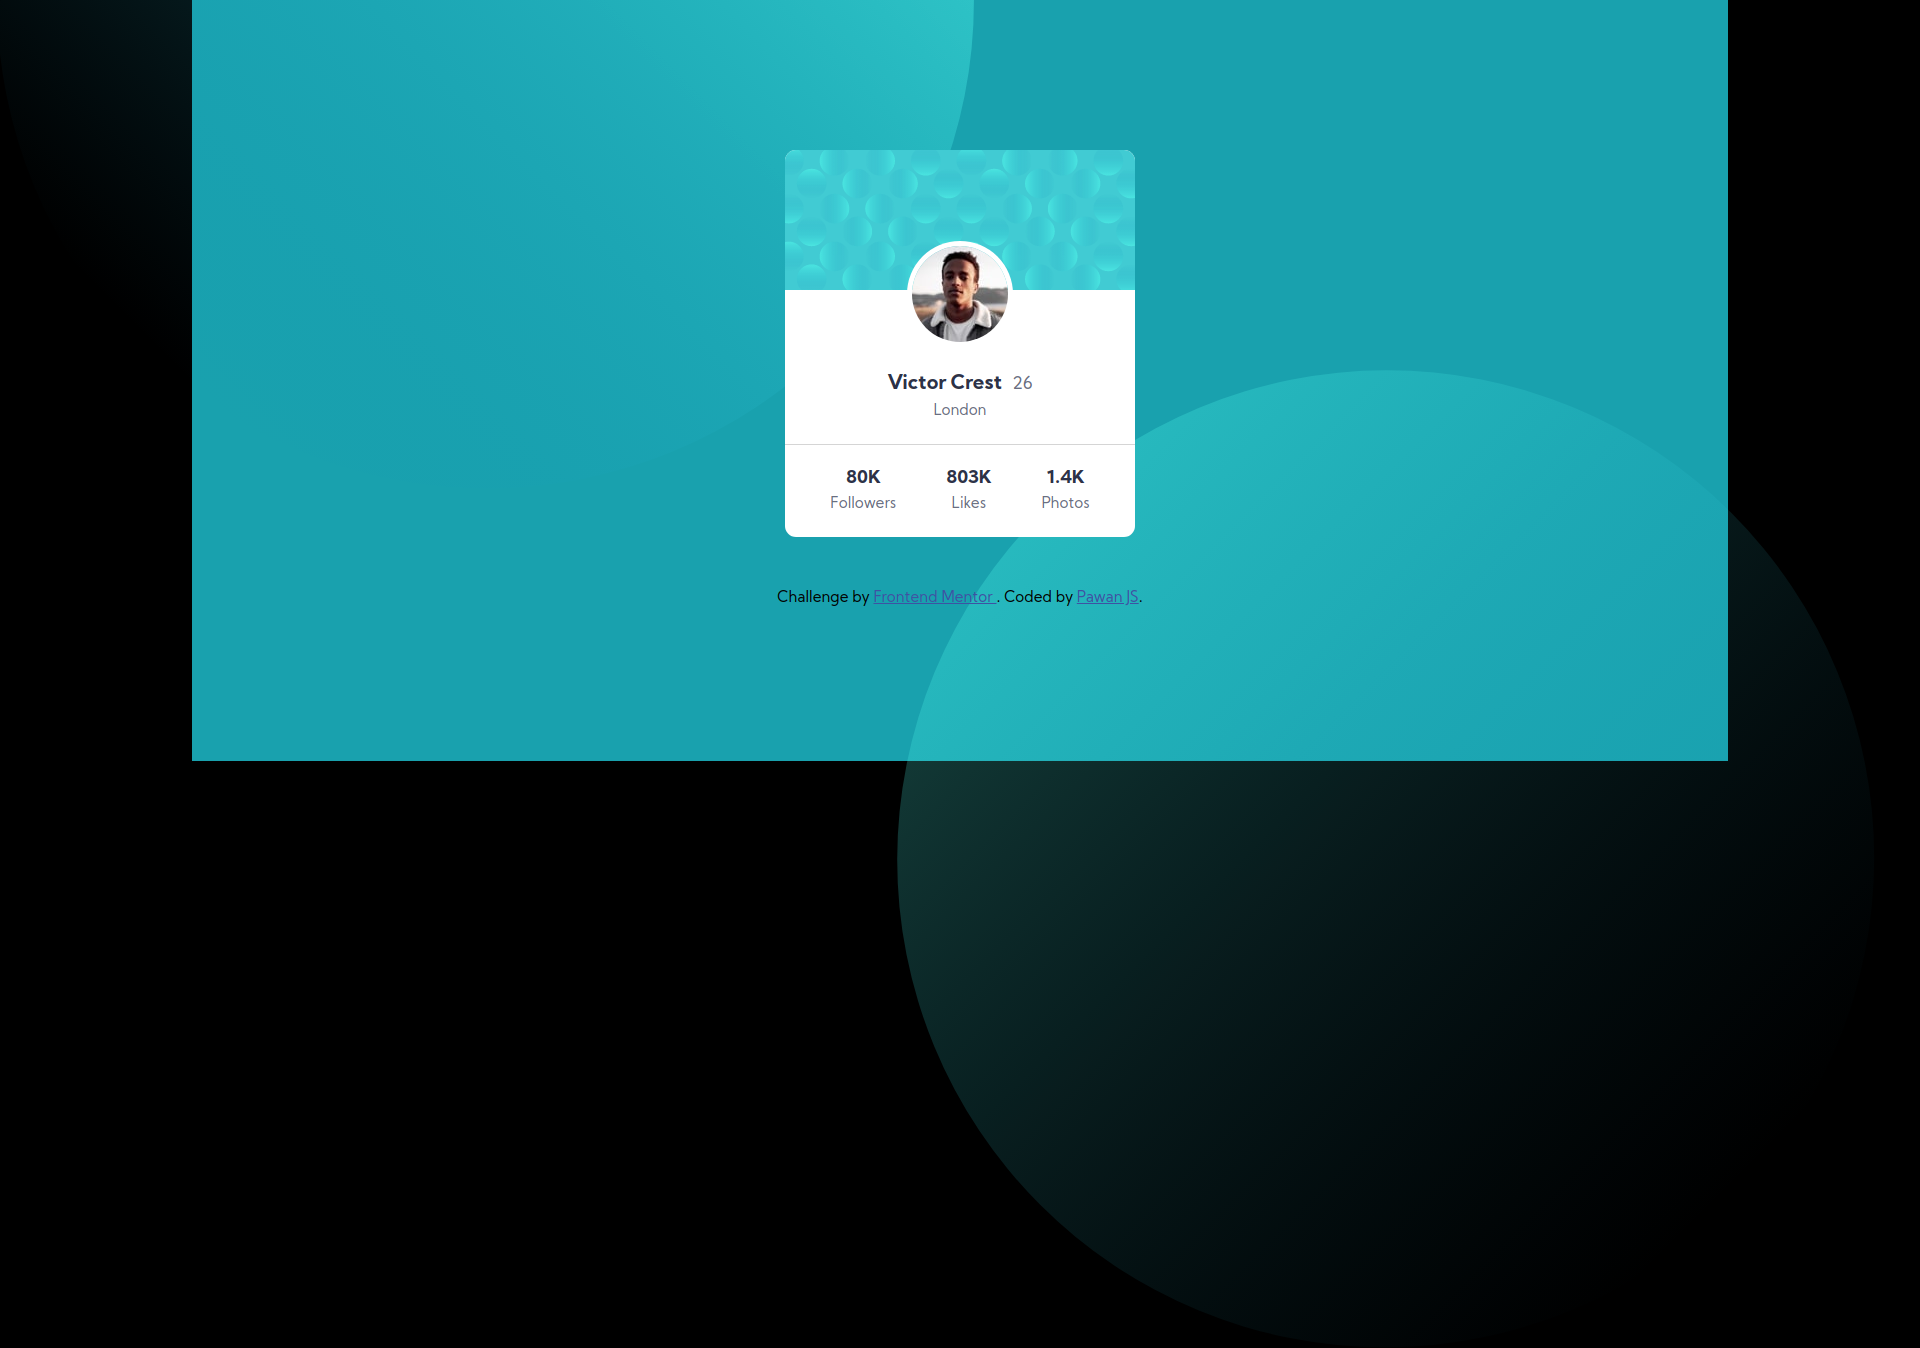 Victor Crest 26
London
80K 803K 1.4K
Followers Likes Photos
Challenge by Frontend Mentor . Coded by Pawan JS.